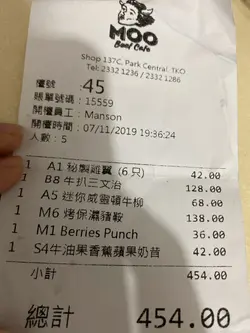 MOO
Beef Cafe
Shop 137C, Park Central, TKO
Tel: 2332 1236 / 2332 1286
檯號 : 45
賬單號碼 : 15559
開檯員工 : Manson
開檯時間 : 07/11/2019 19:36:24
人數 : 5
1 A1 秘製雞翼 (6 只) 42.00
1 B8 牛扒三文治 128.00
1 A5 迷你威靈頓牛柳 68.00
1 M6 烤保濕豬鞍 138.00
1 M1 Berries Punch 36.00
1 S4牛油果香蕉蘋果奶昔 42.00
小計 454.00
總計 454.00